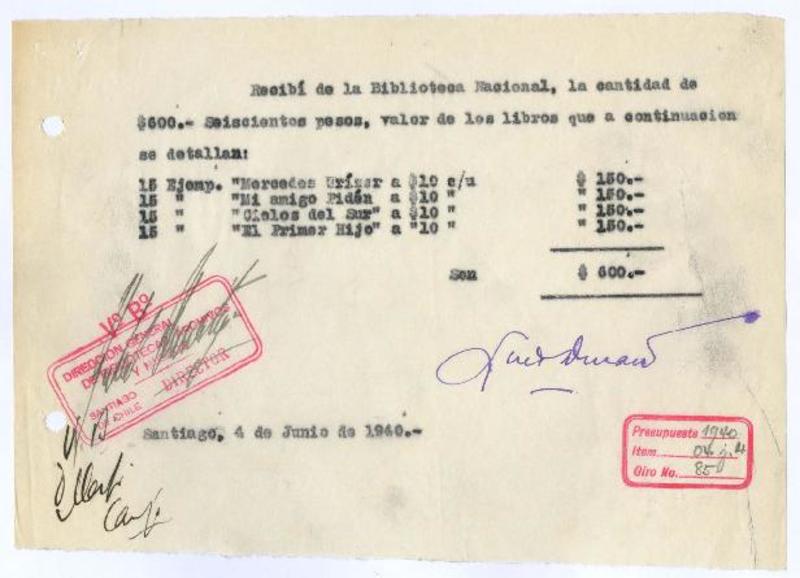 Recibí de la Biblioteca Nacional, la cantidad de
$600.- Seiscientos pesos, valor de los libros que a continuacion
se detallan:
15 Ejemp. "Mercedes Urízar a $10 c/u $ 150.-
15 " "Mi amigo Pidén a $10 " " 150.-
15 " "Cielos del Sur" a $10 " " 150.-
15 " "El Primer Hijo" a "10 " " 150.-
Son $ 600.-
Vº Bº
DIRECCION GENERAL
DE BIBLIOTECAS, ARCHIVOS
Y
DIRECTOR
SANTIAGO
DE CHILE
Santiago, 4 de Junio de 1940.-
Presupuesto 1940
Item
Giro No. 85